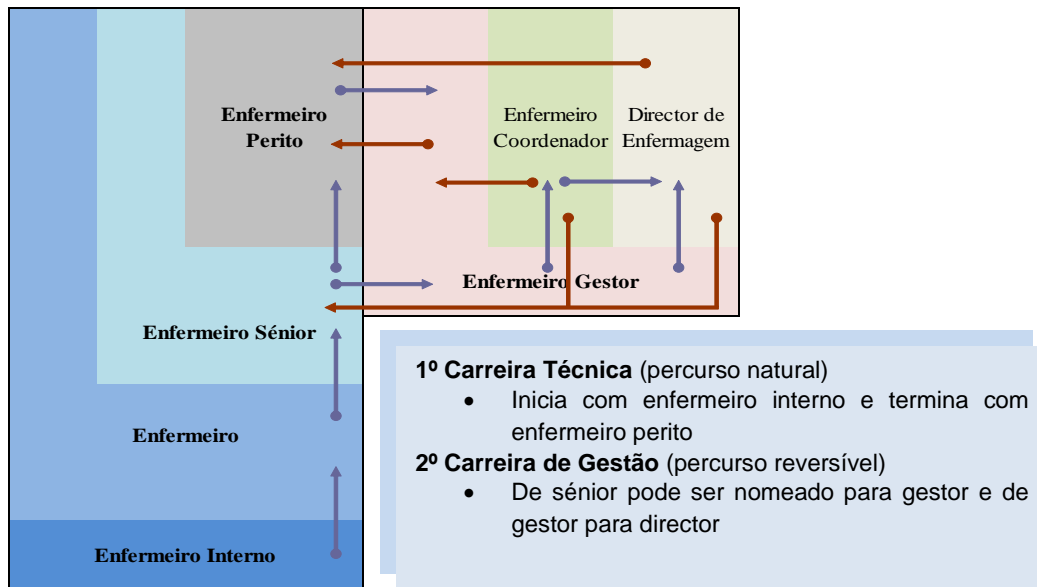 Enfermeiro
Perito
Enfermeiro
Coordenador
Director de
Enfermagem
Enfermeiro Gestor
Enfermeiro Sénior
Enfermeiro
Enfermeiro Interno
1º Carreira Técnica (percurso natural)
• Inicia com enfermeiro interno e termina com
enfermeiro perito
2º Carreira de Gestão (percurso reversível)
• De sénior pode ser nomeado para gestor e de
gestor para director